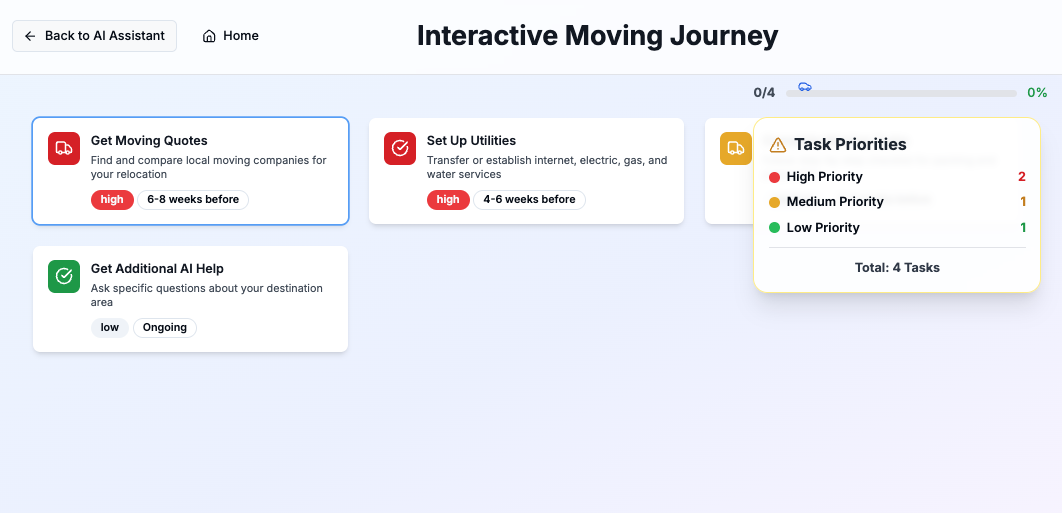 Back to AI Assistant
Home
Interactive Moving Journey
0/4
0%
Get Moving Quotes
Find and compare local moving companies for
your relocation
high
6-8 weeks before
Set Up Utilities
Transfer or establish internet, electric, gas, and
water services
high
4-6 weeks before
Task Priorities
High Priority
2
Medium Priority
1
Low Priority
1
Total: 4 Tasks
Get Additional AI Help
Ask specific questions about your destination
area
low
Ongoing